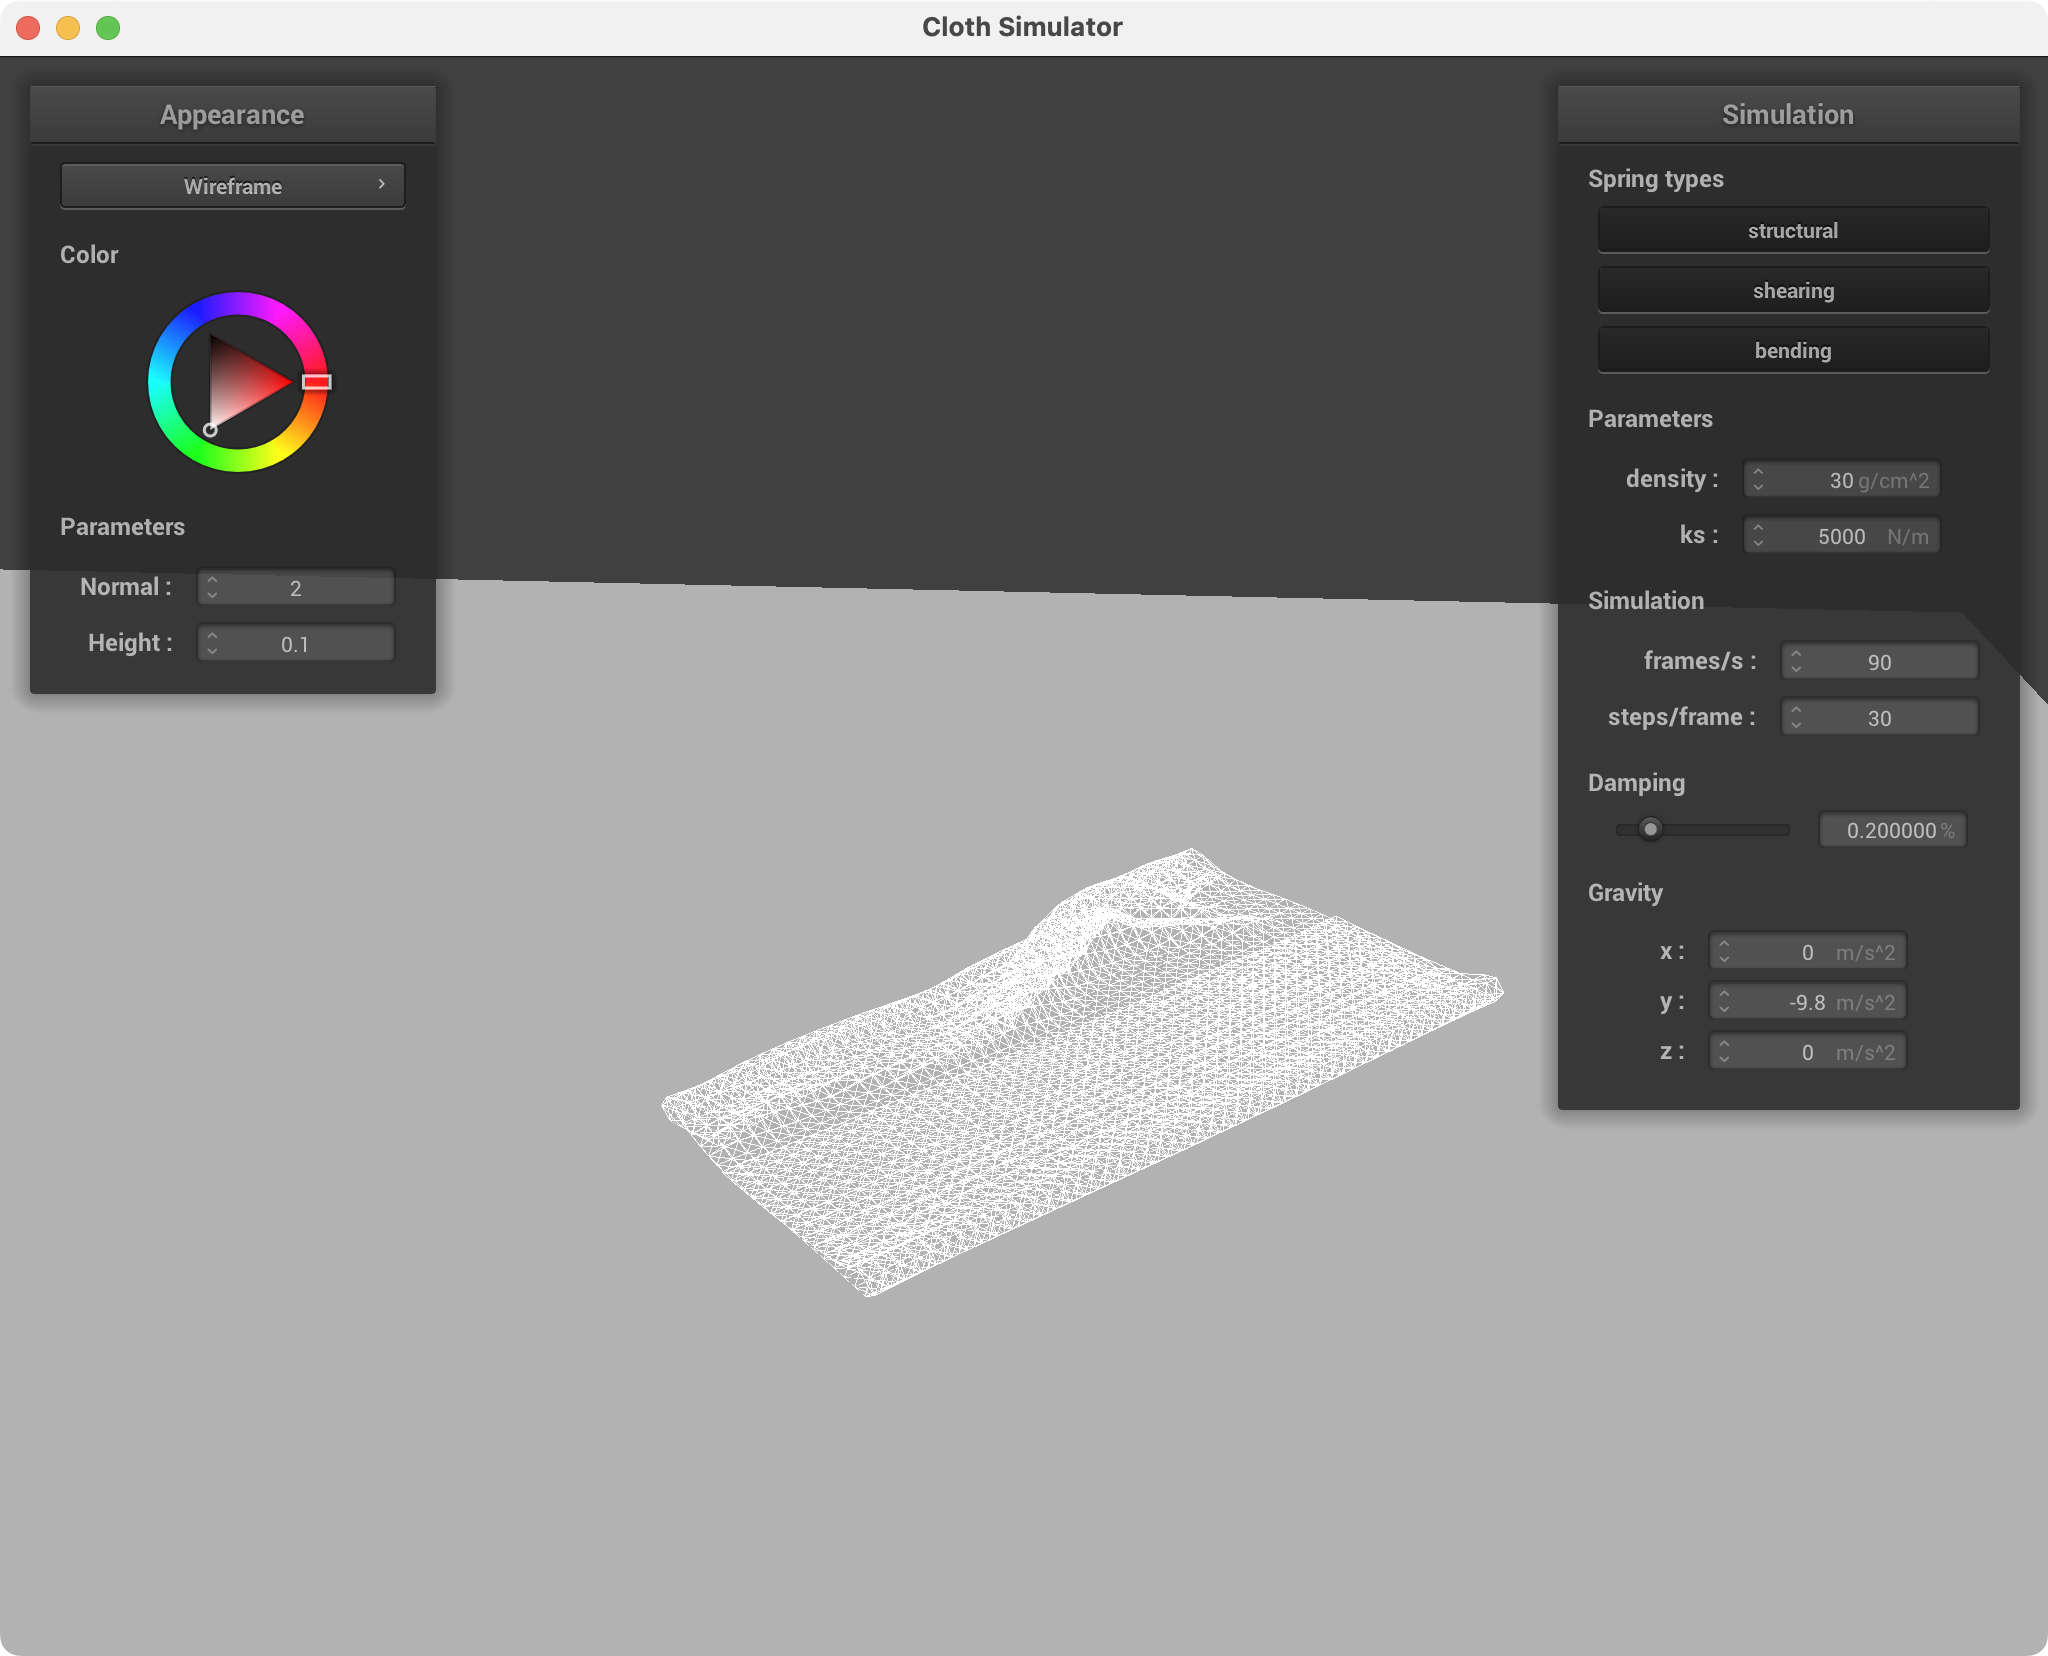 Cloth Simulator
Appearance
Wireframe
Color
Parameters
Normal : 2
Height : 0.1
Simulation
Spring types
structural
shearing
bending
Parameters
density : 30 g/cm^2
ks : 5000 N/m
Simulation
frames/s : 90
steps/frame : 30
Damping
0.200000 %
Gravity
x : 0 m/s^2
y : -9.8 m/s^2
z : 0 m/s^2